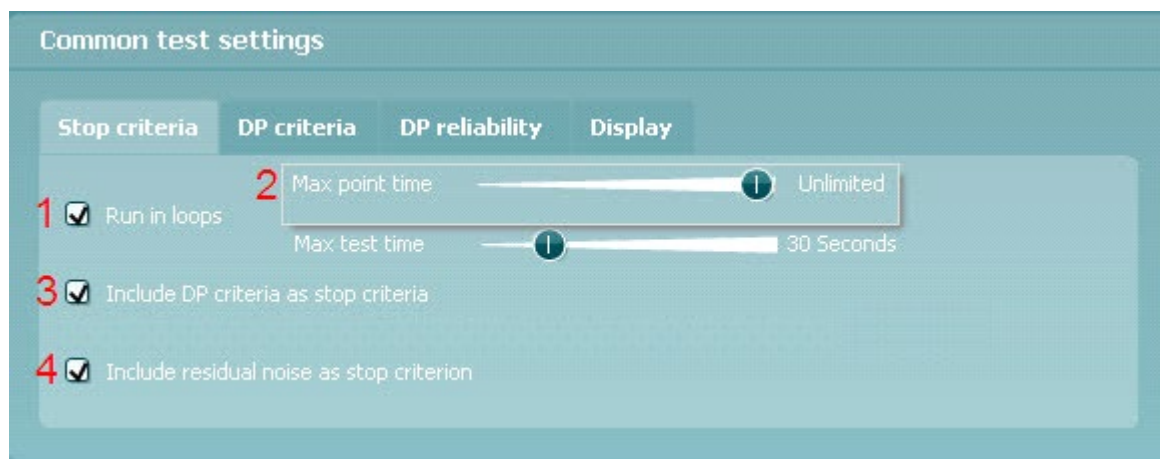 Common test settings
Stop criteria DP criteria DP reliability Display
2 Max point time Unlimited
1 Run in loops
Max test time 30 Seconds
3 Include DP criteria as stop criteria
4 Include residual noise as stop criterion